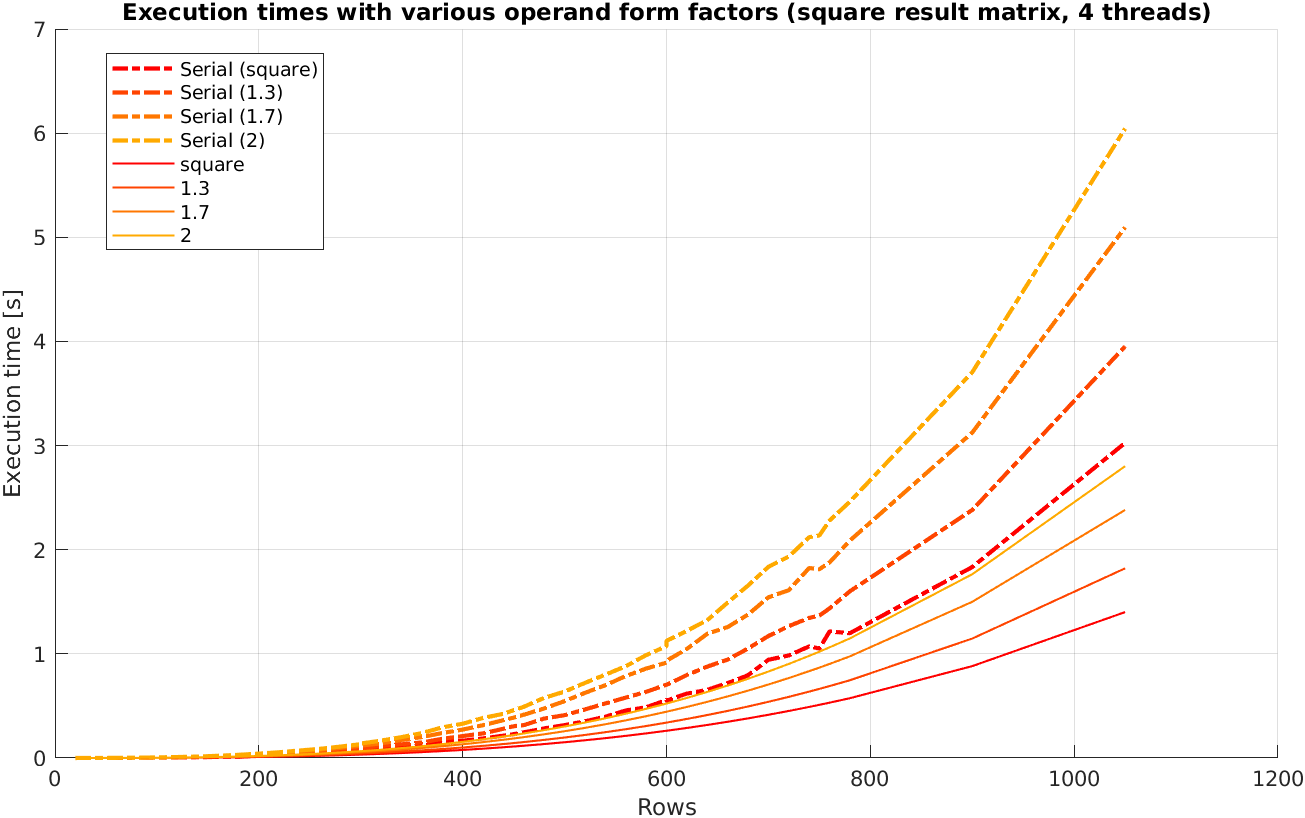 Execution times with various operand form factors (square result matrix, 4 threads)
7
6
5
4
3
2
1
0
Execution time [s]
Serial (square)
Serial (1.3)
Serial (1.7)
Serial (2)
square
1.3
1.7
2
0
200
400
600
800
1000
1200
Rows